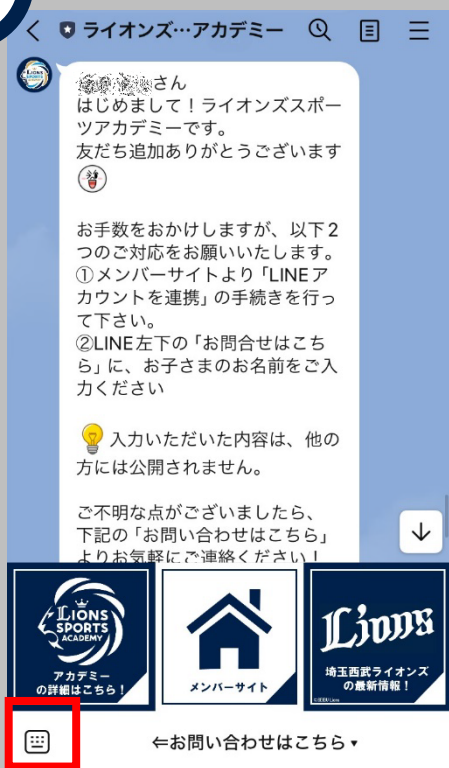 ライオンズ…アカデミー
LIONS
さん
はじめまして！ライオンズスポー
ツアカデミーです。
友だち追加ありがとうございます
お手数をおかけしますが、以下2
つのご対応をお願いいたします。
①メンバーサイトより「LINEア
カウントを連携」の手続きを行っ
て下さい。
②LINE左下の「お問合せはこち
ら」に、お子さまのお名前をご入
力ください
入力いただいた内容は、他の
方には公開されません。
ご不明な点がございましたら、
下記の「お問い合わせはこちら」
よりお気軽にご連絡ください！
LIONS
SPORTS
ACADEMY
アカデミー
の詳細はこちら！
メンバーサイト
Lions
埼玉西武ライオンズ
の最新情報！
⇐お問い合わせはこちら▾